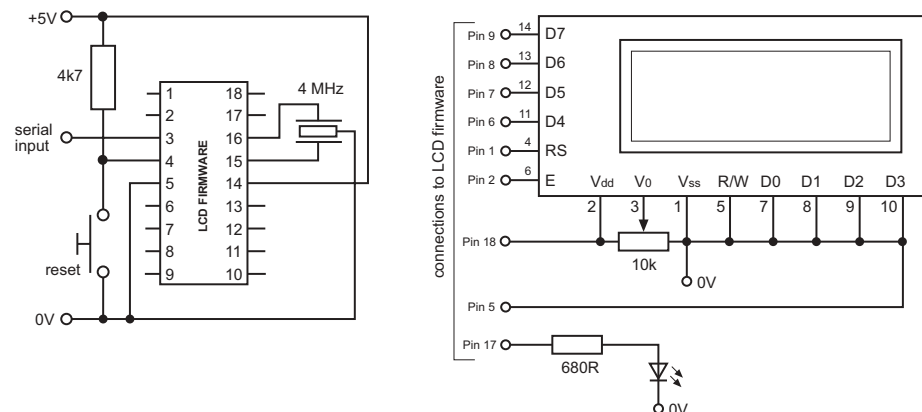 +5V
4k7
serial
input
reset
0V
LCD FIRMWARE
1 18
2 17
3 16
4 15
5 14
6 13
7 12
8 11
9 10
4 MHz
connections to LCD firmware
Pin 9 14 D7
Pin 8 13 D6
Pin 7 12 D5
Pin 6 11 D4
Pin 1 4 RS
Pin 2 6 E
Vdd V0 Vss R/W D0 D1 D2 D3
2 3 1 5 7 8 9 10
Pin 18
10k
0V
Pin 5
Pin 17
680R
0V